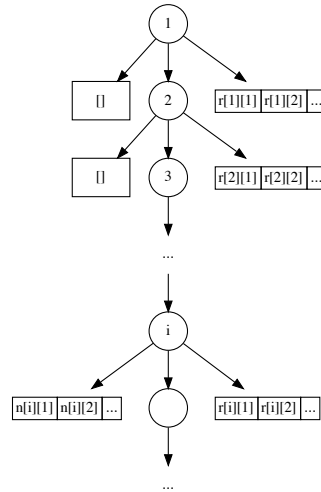 1
[] 2 r[1][1] r[1][2] ...
[] 3 r[2][1] r[2][2] ...
...
i
n[i][1] n[i][2] ... r[i][1] r[i][2] ...
...